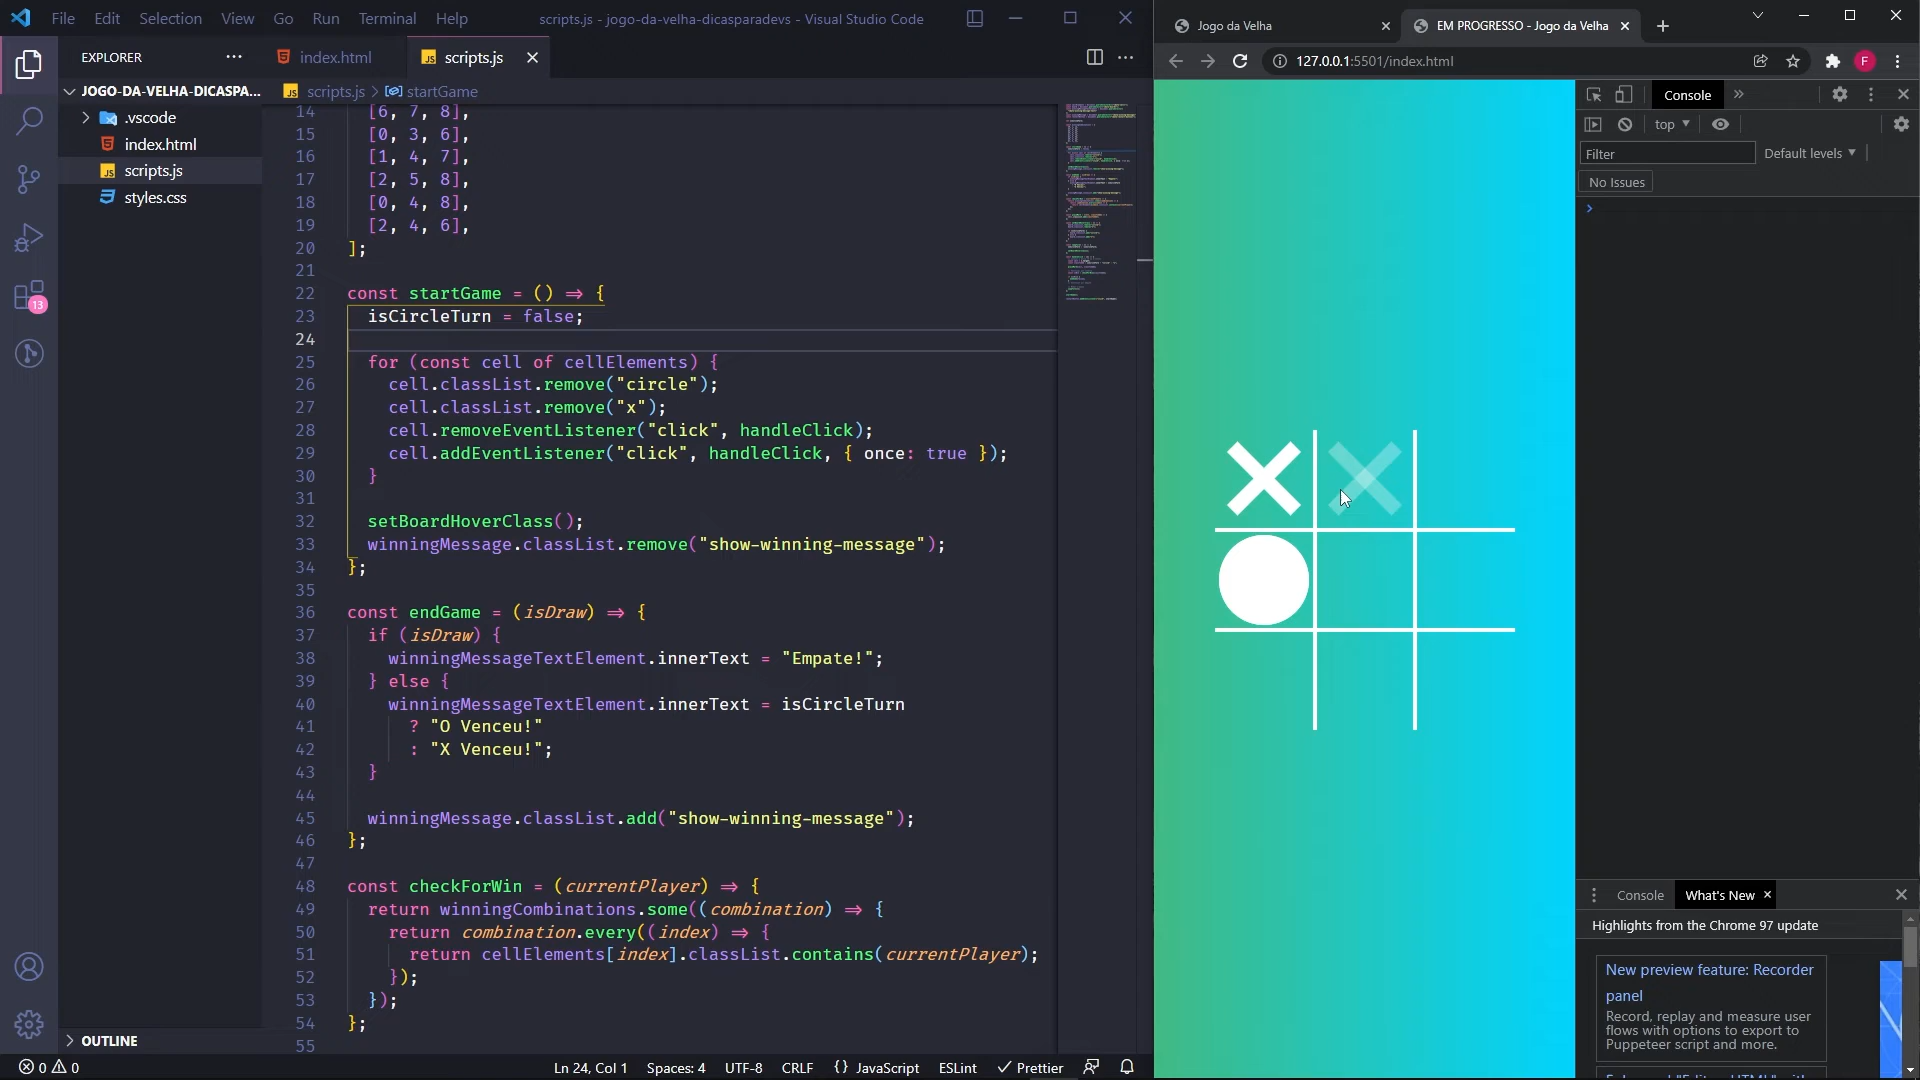 File Edit Selection View Go Run Terminal Help
scripts.js - jogo-da-velha-dicasparadevs - Visual Studio Code
EXPLORER
index.html
scripts.js
JOGO-DA-VELHA-DICASPA...
.vscode
index.html
scripts.js
styles.css
13
scripts.js > startGame
14 [6, 7, 8],
15 [0, 3, 6],
16 [1, 4, 7],
17 [2, 5, 8],
18 [0, 4, 8],
19 [2, 4, 6],
20 ];
21
22 const startGame = () ⇒ {
23 isCircleTurn = false;
24
25 for (const cell of cellElements) {
26 cell.classList.remove("circle");
27 cell.classList.remove("x");
28 cell.removeEventListener("click", handleClick);
29 cell.addEventListener("click", handleClick, { once: true });
30 }
31
32 setBoardHoverClass();
33 winningMessage.classList.remove("show-winning-message");
34 };
35
36 const endGame = (isDraw) ⇒ {
37 if (isDraw) {
38 winningMessageTextElement.innerText = "Empate!";
39 } else {
40 winningMessageTextElement.innerText = isCircleTurn
41 ? "O Venceu!"
42 : "X Venceu!";
43 }
44
45 winningMessage.classList.add("show-winning-message");
46 };
47
48 const checkForWin = (currentPlayer) ⇒ {
49 return winningCombinations.some((combination) ⇒ {
50 return combination.every((index) ⇒ {
51 return cellElements[index].classList.contains(currentPlayer);
52 });
53 });
54 };
55
OUTLINE
0 0
Ln 24, Col 1 Spaces: 4 UTF-8 CRLF {} JavaScript ESLint Prettier
Jogo da Velha
EM PROGRESSO - Jogo da Velha
127.0.0.1:5501/index.html
F
Console
top
Filter
Default levels
No Issues
Console What's New
Highlights from the Chrome 97 update
New preview feature: Recorder
panel
Record, replay and measure user
flows with options to export to
Puppeteer script and more.